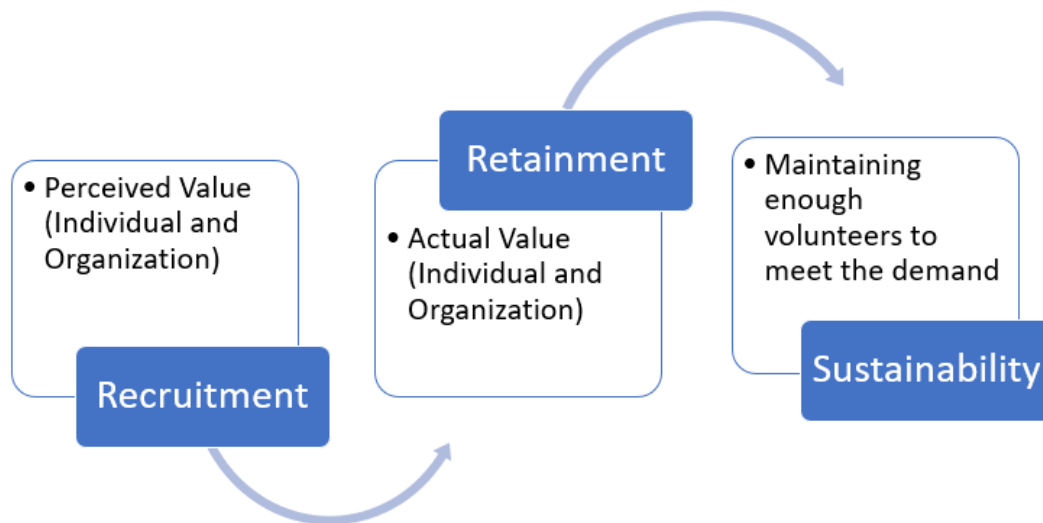 • Perceived Value
(Individual and
Organization)
Recruitment
Retainment
• Actual Value
(Individual and
Organization)
• Maintaining
enough
volunteers to
meet the demand
Sustainability